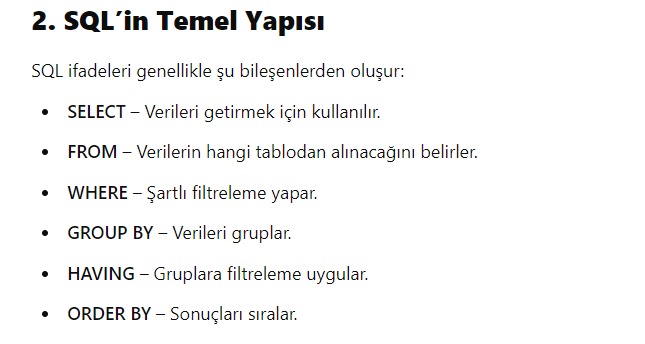 2. SQL’in Temel Yapısı
SQL ifadeleri genellikle şu bileşenlerden oluşur:
• SELECT – Verileri getirmek için kullanılır.
• FROM – Verilerin hangi tablodan alınacağını belirler.
• WHERE – Şartlı filtreleme yapar.
• GROUP BY – Verileri gruplar.
• HAVING – Gruplara filtreleme uygular.
• ORDER BY – Sonuçları sıralar.